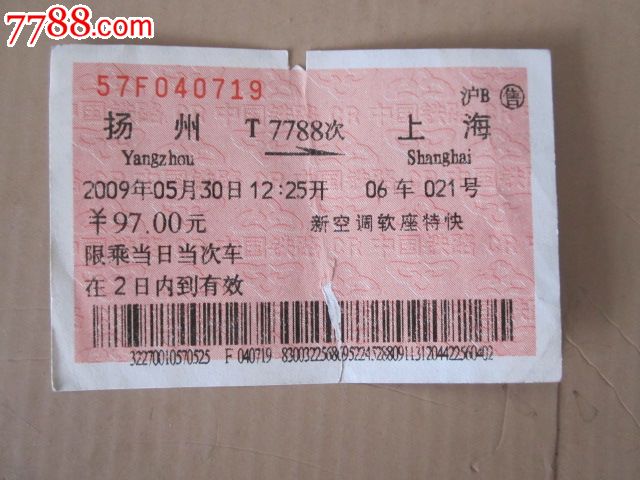 7788.com
57F040719
沪B 售
扬州 T7788次 上海
Yangzhou Shanghai
2009年05月30日12:25开 06车021号
￥97.00元 新空调软座特快
限乘当日当次车
在2日内到有效
32270010570525 F 040719